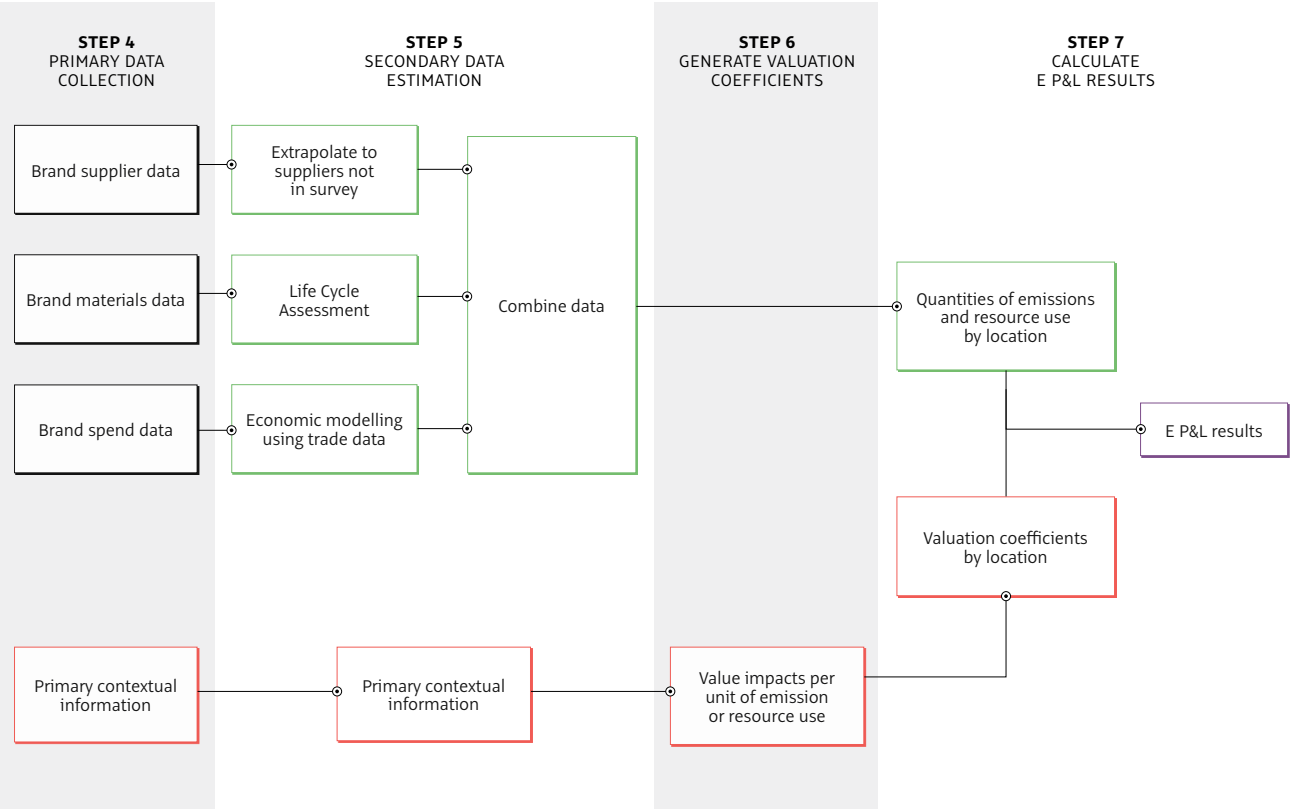 STEP 4
PRIMARY DATA
COLLECTION
STEP 5
SECONDARY DATA
ESTIMATION
STEP 6
GENERATE VALUATION
COEFFICIENTS
STEP 7
CALCULATE
E P&L RESULTS
Brand supplier data
Extrapolate to
suppliers not
in survey
Brand materials data
Life Cycle
Assessment
Combine data
Quantities of emissions
and resource use
by location
Brand spend data
Economic modelling
using trade data
E P&L results
Valuation coefficients
by location
Primary contextual
information
Primary contextual
information
Value impacts per
unit of emission
or resource use